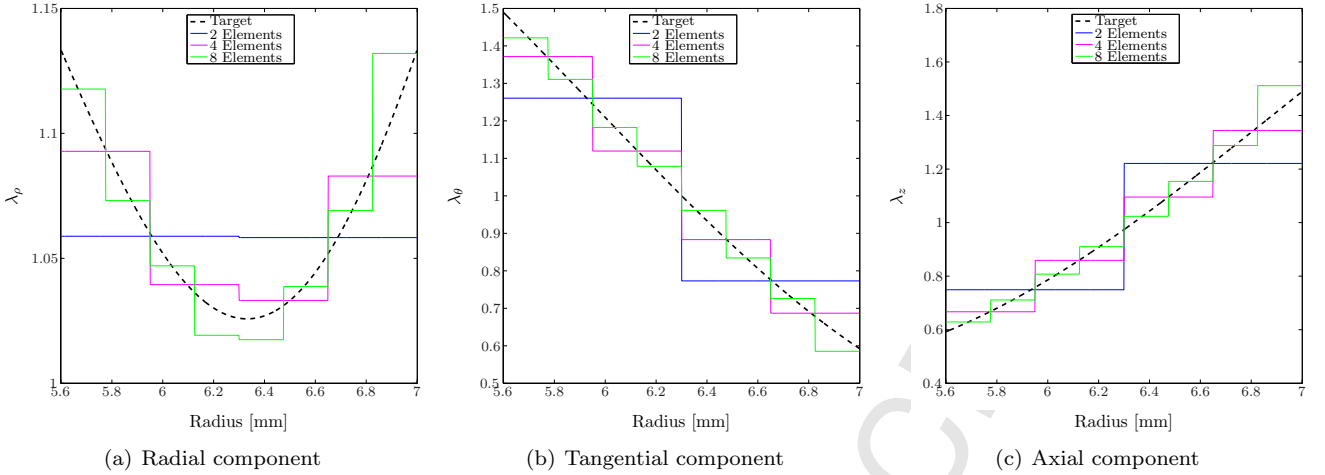 Target
2 Elements
4 Elements
8 Elements
1.15
1.1
1.05
1
λρ
5.6 5.8 6 6.2 6.4 6.6 6.8 7
Radius [mm]
(a) Radial component
Target
2 Elements
4 Elements
8 Elements
1.5
1.4
1.3
1.2
1.1
1
0.9
0.8
0.7
0.6
0.5
λθ
5.6 5.8 6 6.2 6.4 6.6 6.8 7
Radius [mm]
(b) Tangential component
Target
2 Elements
4 Elements
8 Elements
1.8
1.6
1.4
1.2
1
0.8
0.6
0.4
λz
5.6 5.8 6 6.2 6.4 6.6 6.8 7
Radius [mm]
(c) Axial component